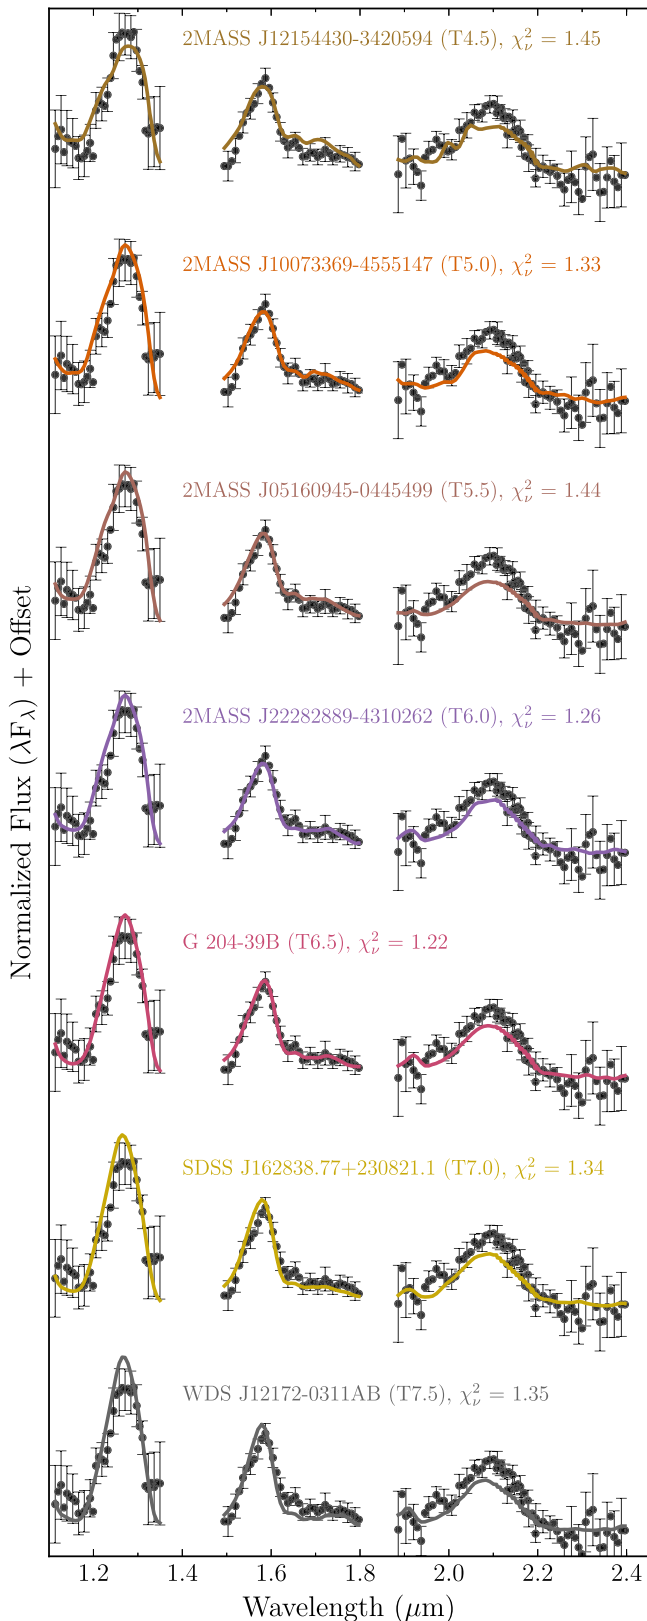 2MASS J12154430-3420594 (T4.5), χ²ᵥ = 1.45
2MASS J10073369-4555147 (T5.0), χ²ᵥ = 1.33
2MASS J05160945-0445499 (T5.5), χ²ᵥ = 1.44
2MASS J22282889-4310262 (T6.0), χ²ᵥ = 1.26
G 204-39B (T6.5), χ²ᵥ = 1.22
SDSS J162838.77+230821.1 (T7.0), χ²ᵥ = 1.34
WDS J12172-0311AB (T7.5), χ²ᵥ = 1.35
Normalized Flux (λF_λ) + Offset
1.2 1.4 1.6 1.8 2.0 2.2 2.4
Wavelength (μm)